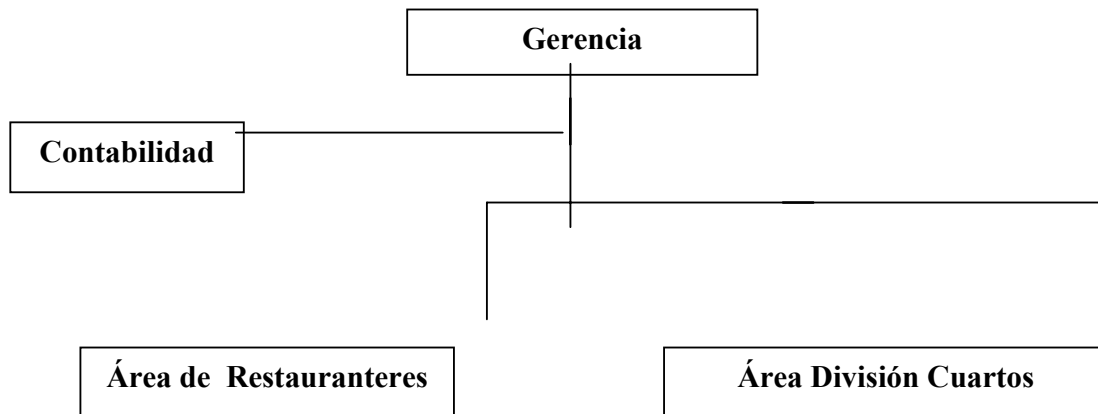 Gerencia
Contabilidad
Área de Restauranteres
Área División Cuartos